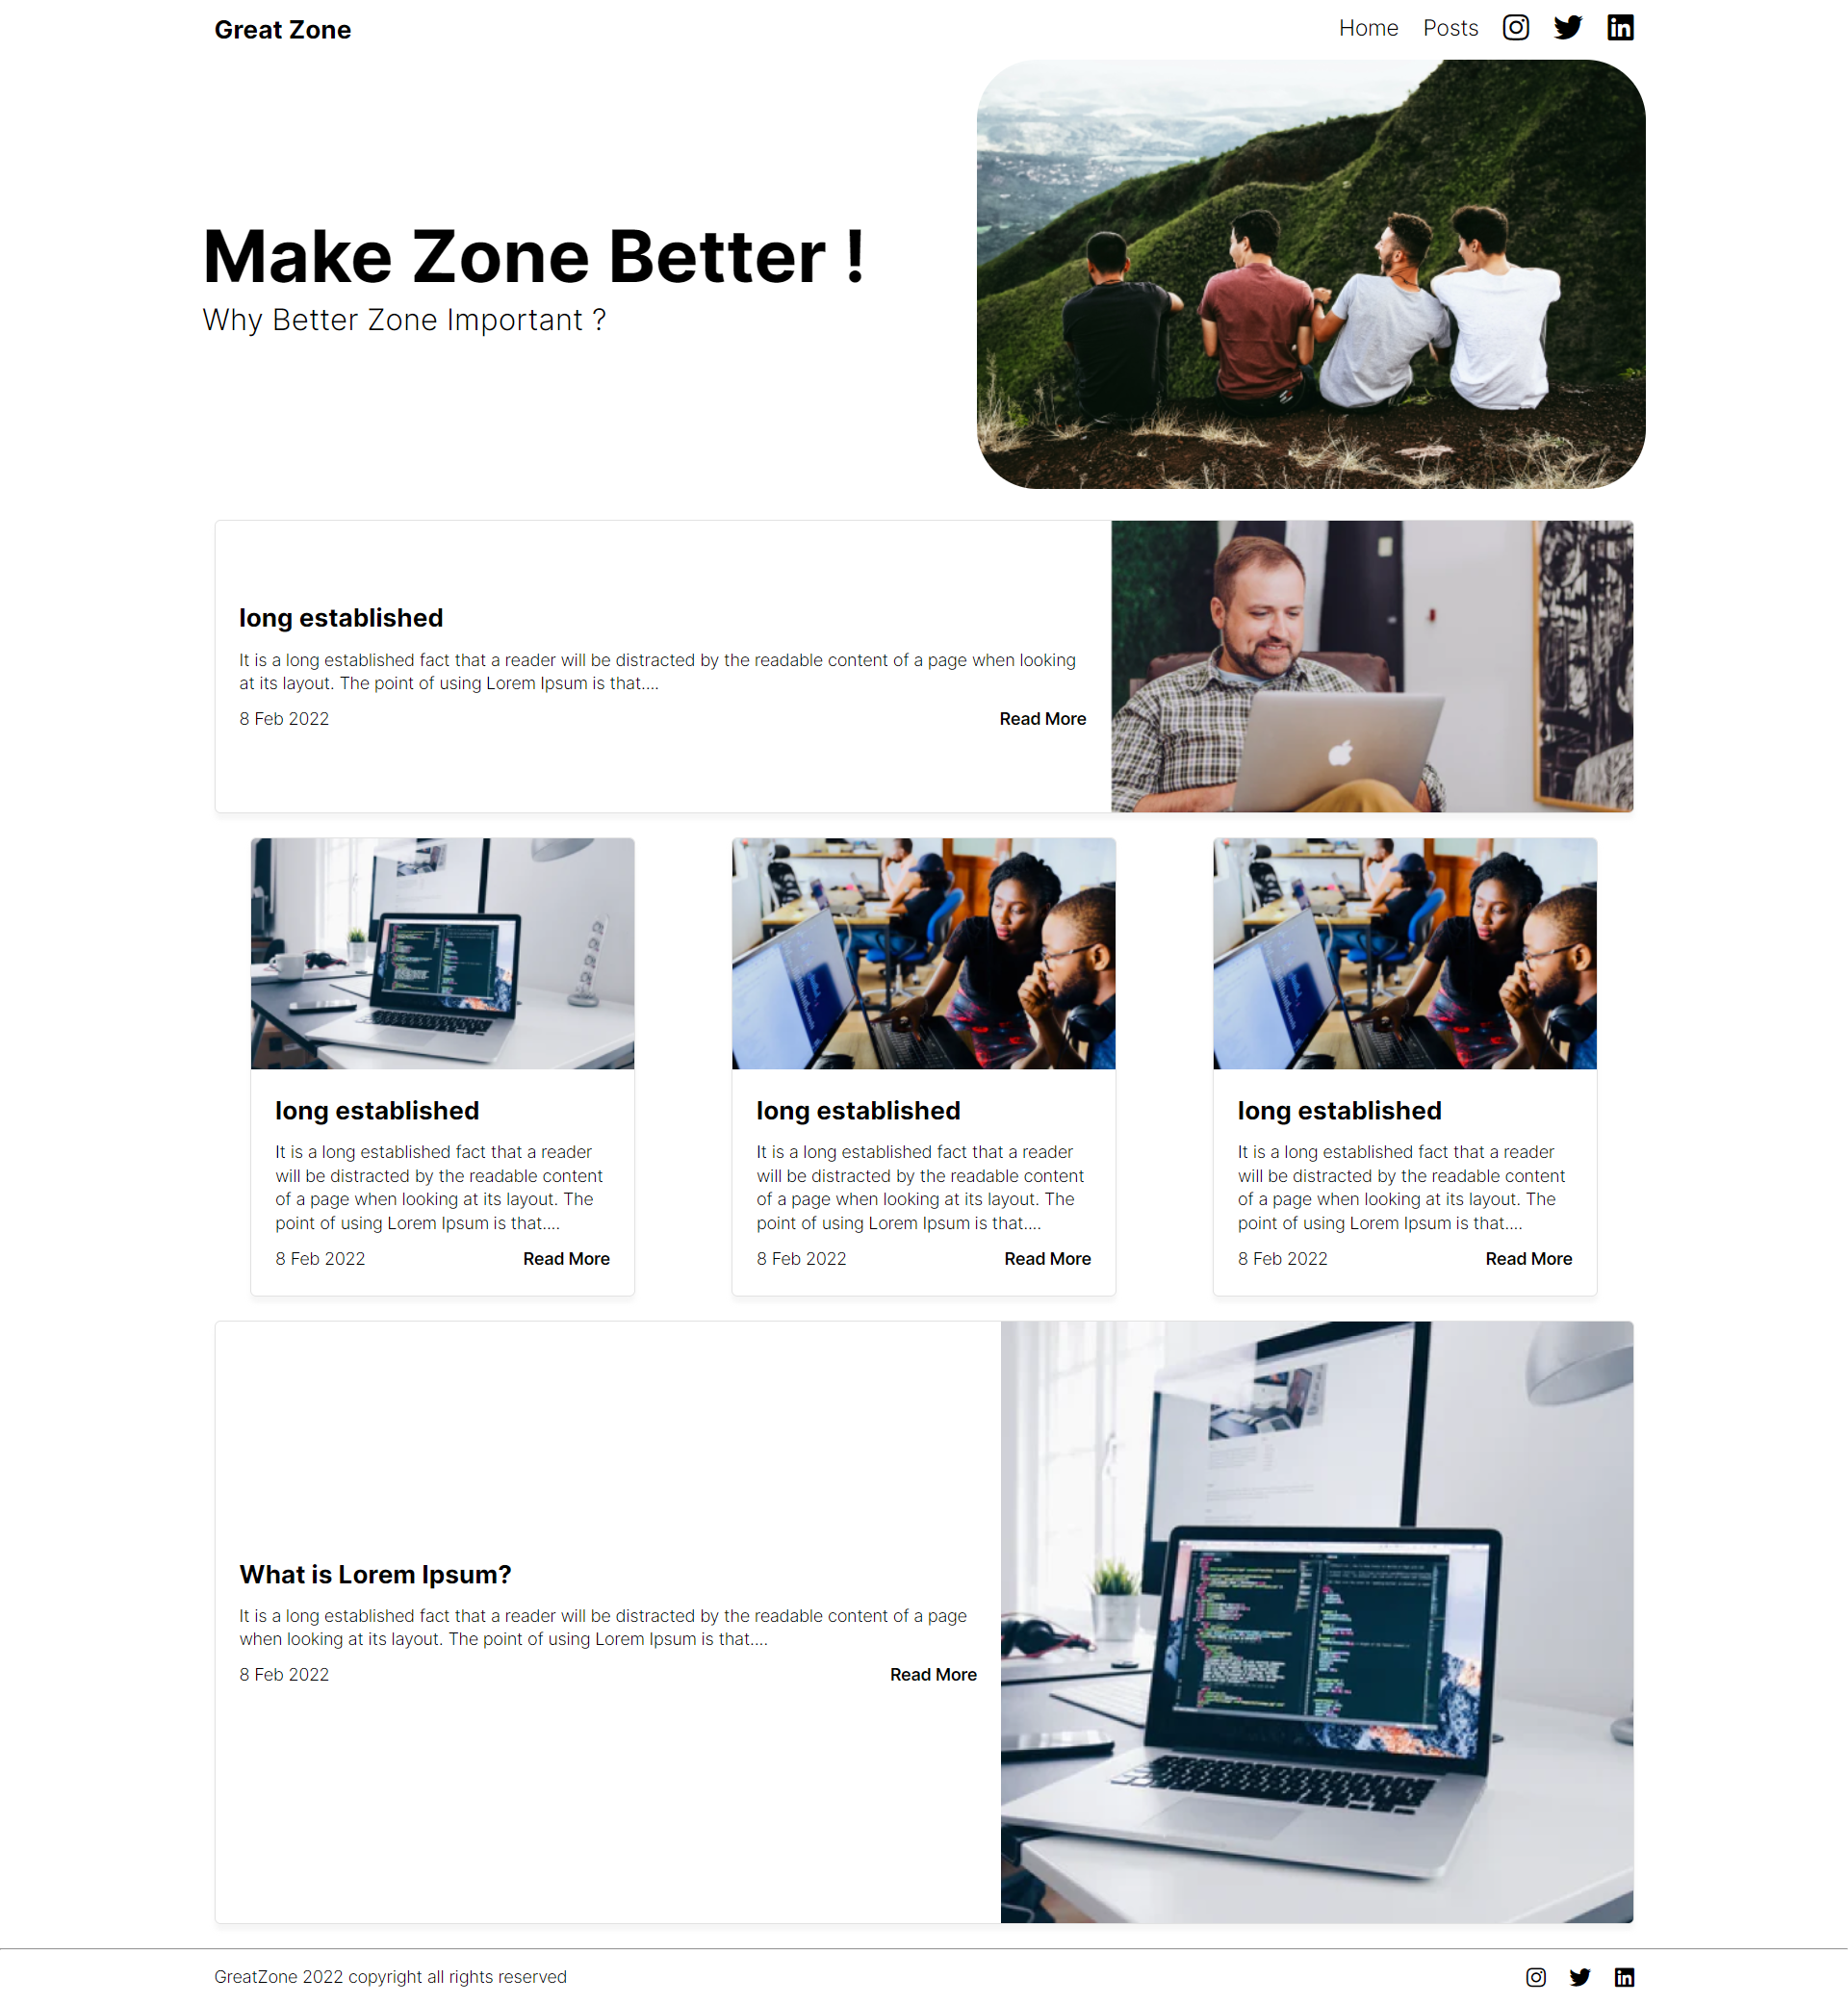 Great Zone
Home Posts
Make Zone Better !
Why Better Zone Important ?
long established
It is a long established fact that a reader will be distracted by the readable content of a page when looking
at its layout. The point of using Lorem Ipsum is that....
8 Feb 2022 Read More
long established
It is a long established fact that a reader
will be distracted by the readable content
of a page when looking at its layout. The
point of using Lorem Ipsum is that....
8 Feb 2022 Read More
long established
It is a long established fact that a reader
will be distracted by the readable content
of a page when looking at its layout. The
point of using Lorem Ipsum is that....
8 Feb 2022 Read More
long established
It is a long established fact that a reader
will be distracted by the readable content
of a page when looking at its layout. The
point of using Lorem Ipsum is that....
8 Feb 2022 Read More
What is Lorem Ipsum?
It is a long established fact that a reader will be distracted by the readable content of a page
when looking at its layout. The point of using Lorem Ipsum is that....
8 Feb 2022 Read More
GreatZone 2022 copyright all rights reserved